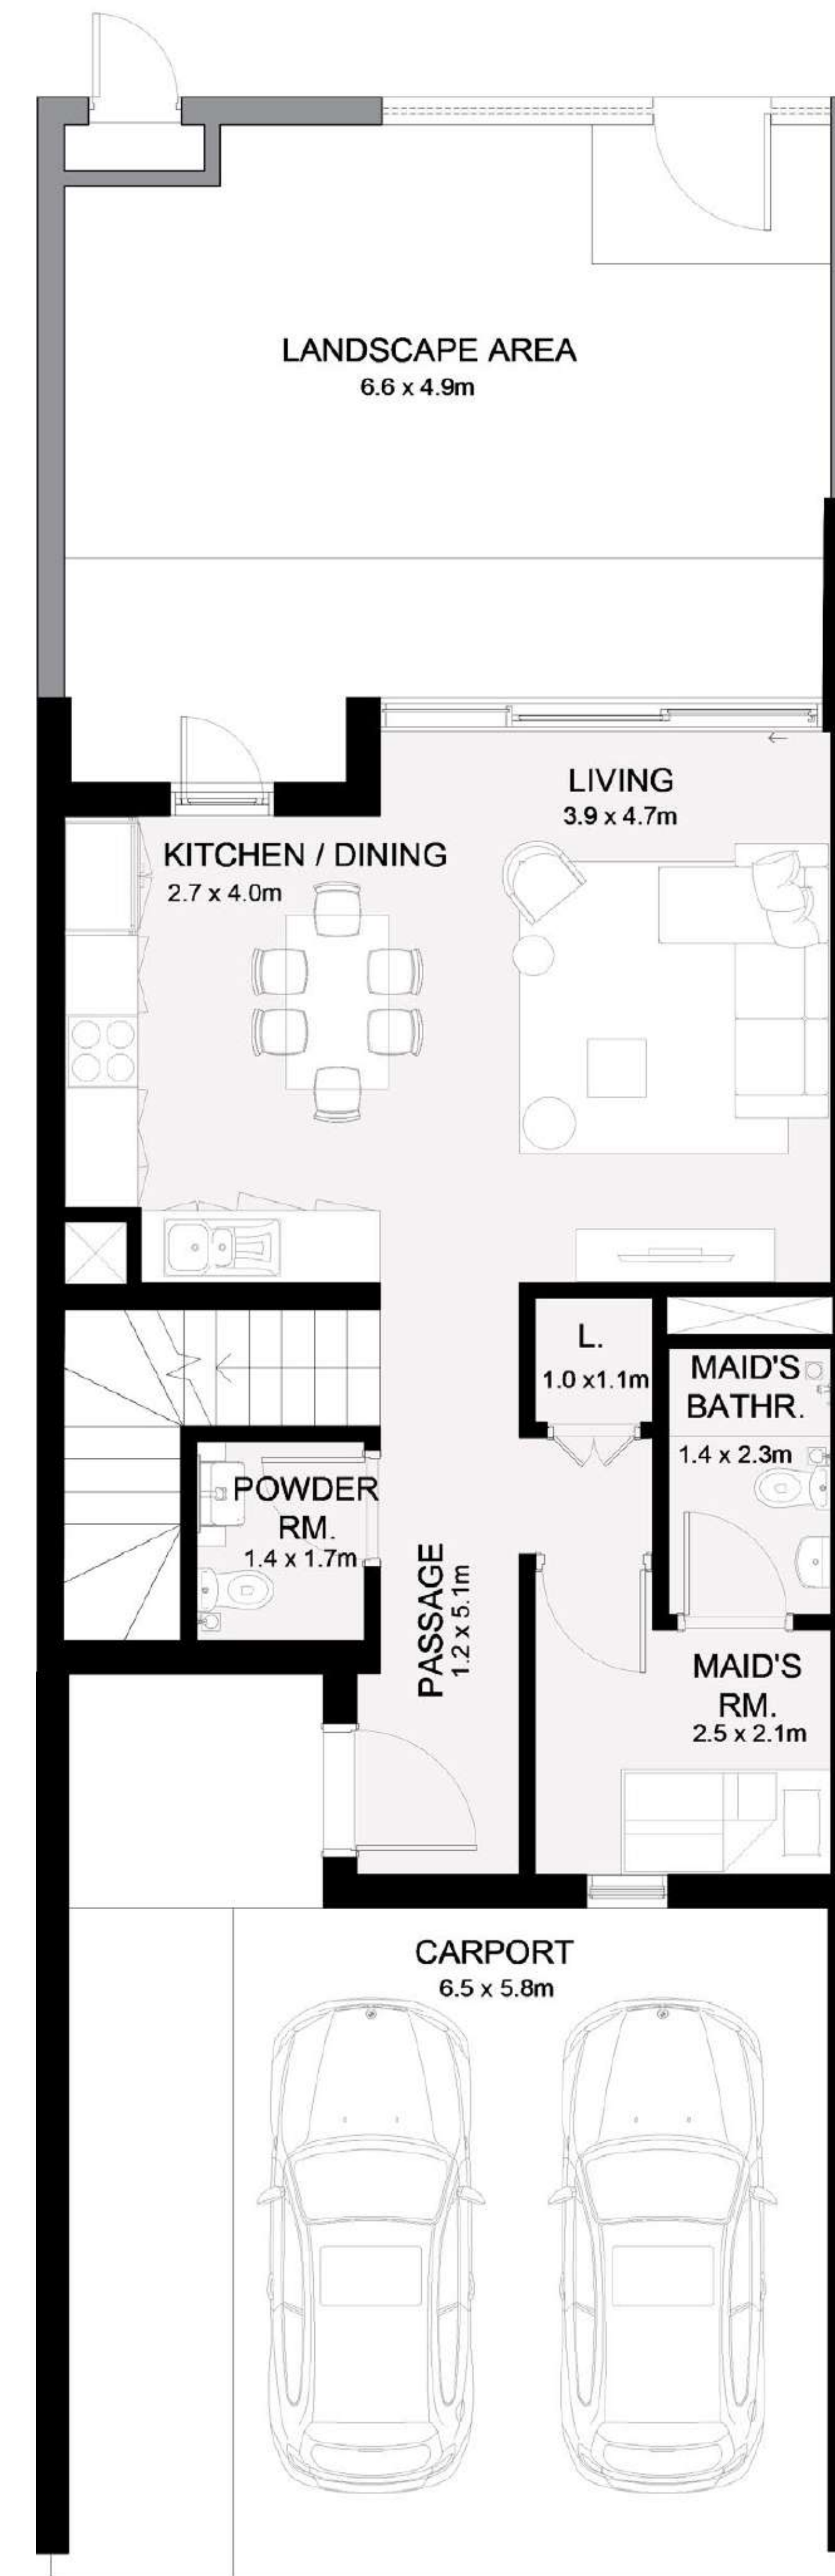 LANDSCAPE AREA
6.6 x 4.9m
LIVING
3.9 x 4.7m
KITCHEN / DINING
2.7 x 4.0m
L.
1.0 x1.1m
MAID'S
BATHR.
1.4 x 2.3m
POWDER
RM.
1.4 x 1.7m
PASSAGE
1.2 x 5.1m
MAID'S
RM.
2.5 x 2.1m
CARPORT
6.5 x 5.8m